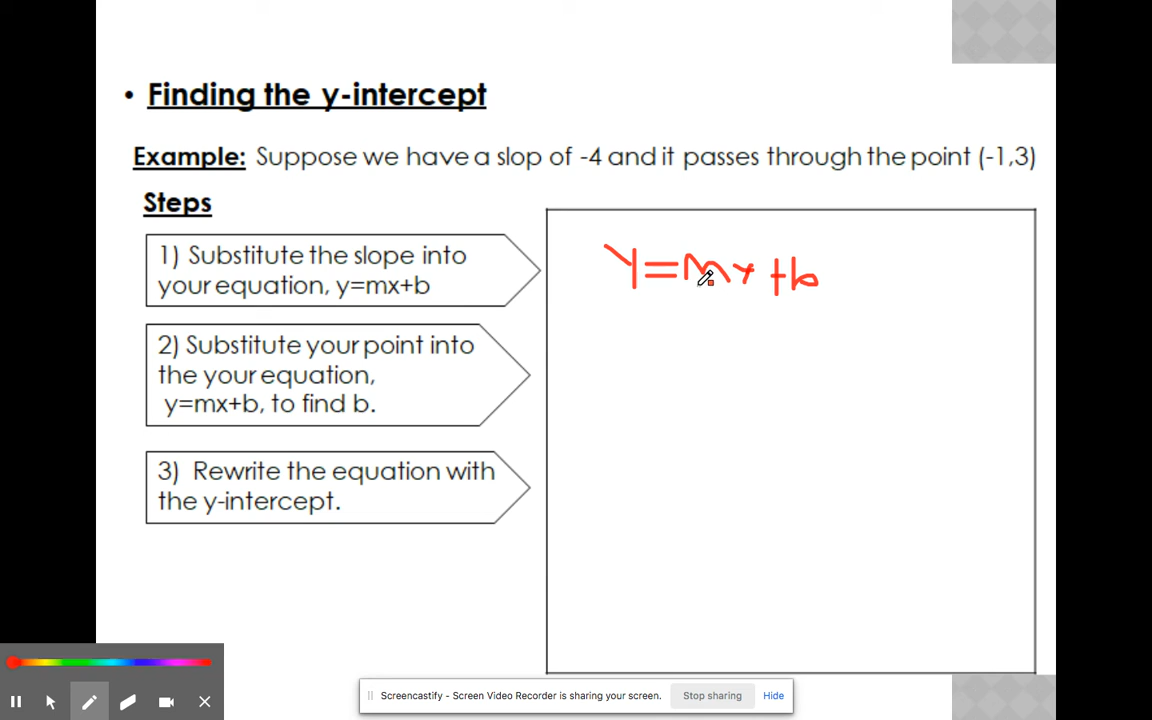 • Finding the y-intercept
Example: Suppose we have a slop of -4 and it passes through the point (-1,3)
Steps
1) Substitute the slope into
your equation, y=mx+b
2) Substitute your point into
the your equation,
y=mx+b, to find b.
3) Rewrite the equation with
the y-intercept.
y=mx+b
Screencastify - Screen Video Recorder is sharing your screen.
Stop sharing
Hide